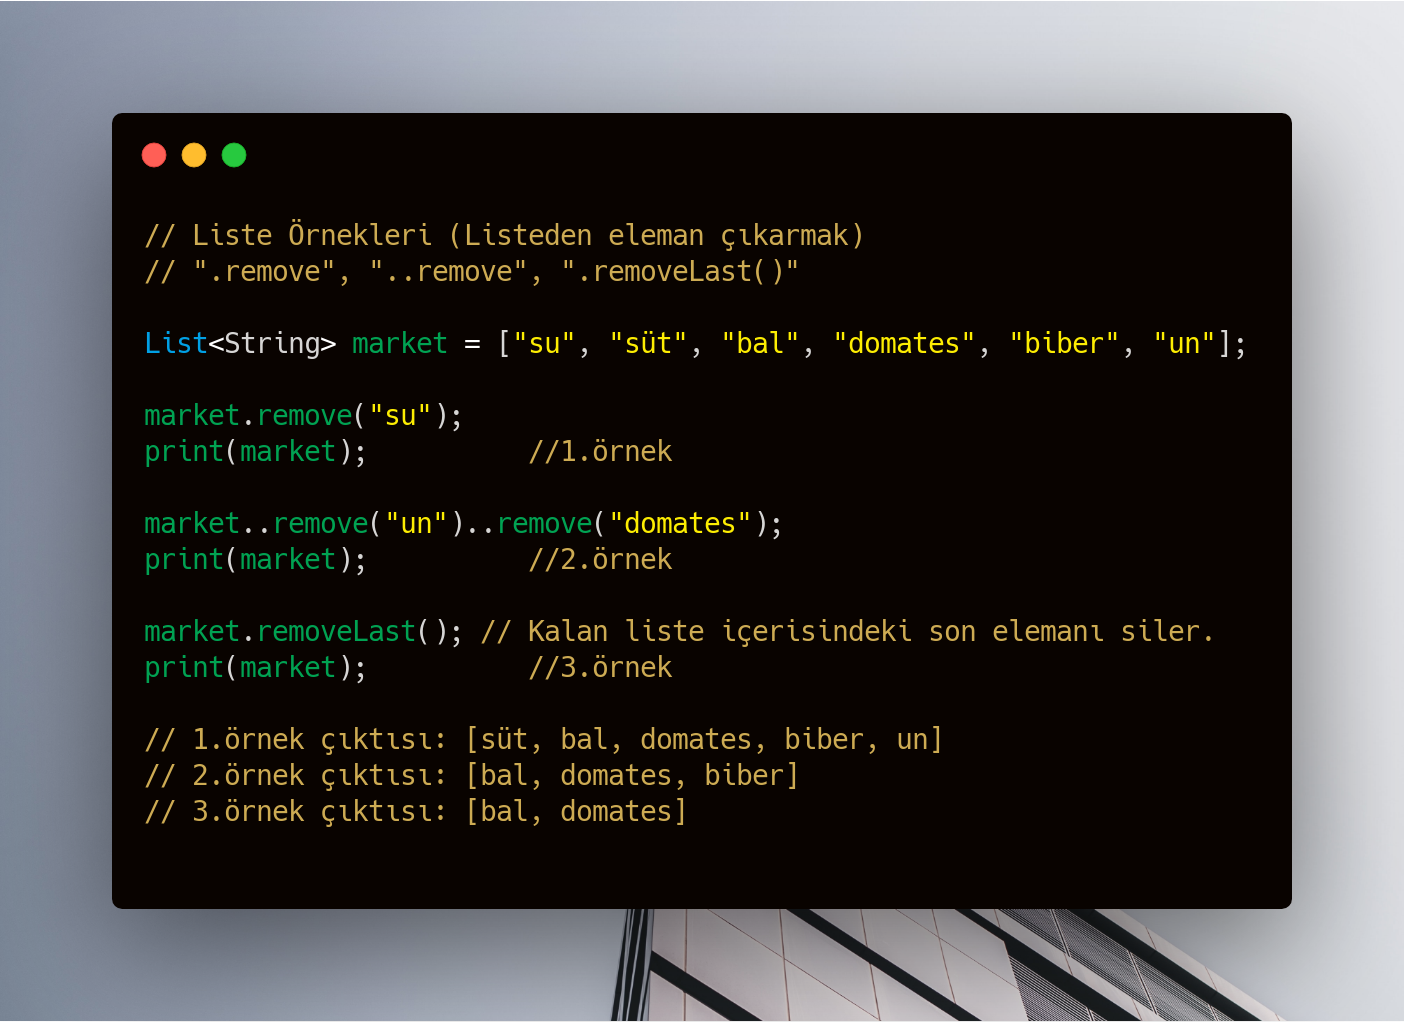 // Liste Örnekleri (Listeden eleman çıkarmak)
// ".remove", "..remove", ".removeLast()"
List<String> market = ["su", "süt", "bal", "domates", "biber", "un"];
market.remove("su");
print(market);          //1.örnek
market..remove("un")..remove("domates");
print(market);          //2.örnek
market.removeLast(); // Kalan liste içerisindeki son elemanı siler.
print(market);          //3.örnek
// 1.örnek çıktısı: [süt, bal, domates, biber, un]
// 2.örnek çıktısı: [bal, domates, biber]
// 3.örnek çıktısı: [bal, domates]